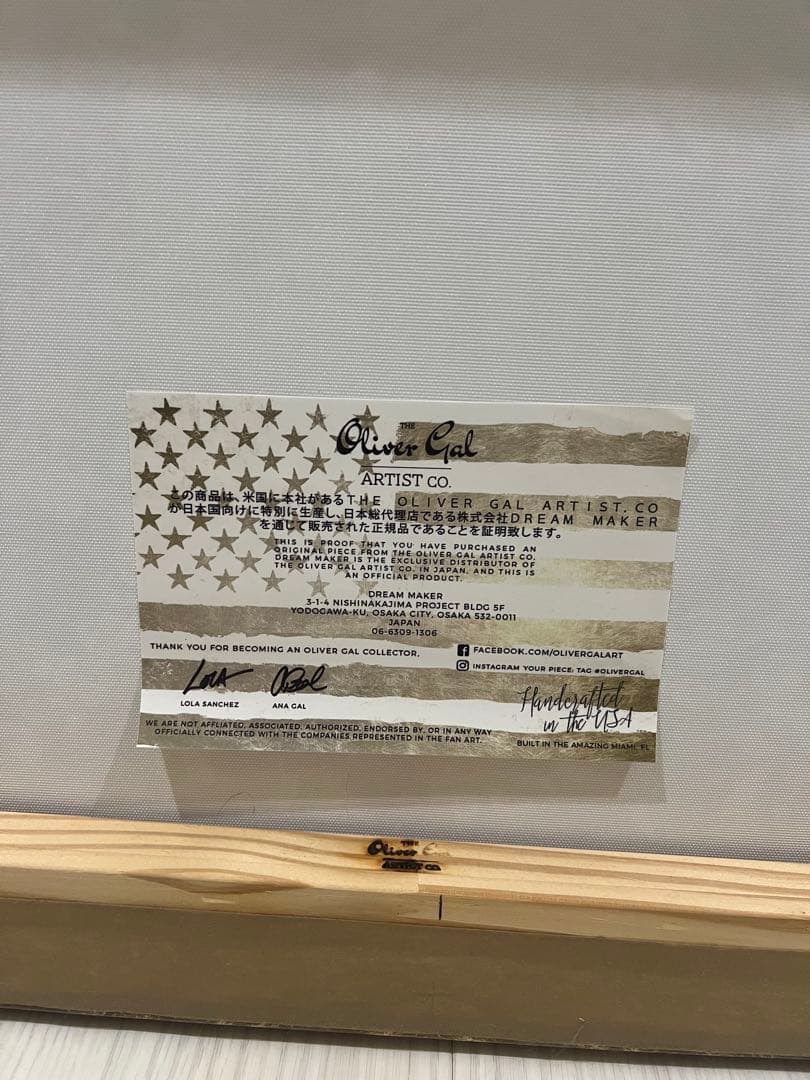 THE
Oliver Gal
ARTIST CO.
この商品は、米国に本社があるTHE OLIVER GAL ARTIST. CO
が日本国向けに特別に生産し、日本総代理店である株式会社DREAM MAKER
を通じて販売された正規品であることを証明致します。
THIS IS PROOF THAT YOU HAVE PURCHASED AN
ORIGINAL PIECE FROM THE OLIVER GAL ARTIST CO.
DREAM MAKER IS THE EXCLUSIVE DISTRIBUTOR OF
THE OLIVER GAL ARTIST CO. IN JAPAN, AND THIS IS
AN OFFICIAL PRODUCT.
DREAM MAKER
3-1-4 NISHINAKAJIMA PROJECT BLDG 5F
YODOGAWA-KU, OSAKA CITY, OSAKA 532-0011
JAPAN
06-6309-1306
THANK YOU FOR BECOMING AN OLIVER GAL COLLECTOR,
FACEBOOK.COM/OLIVERGALART
INSTAGRAM YOUR PIECE: TAG #OLIVERGAL
LOLA SANCHEZ
ANA GAL
Handcrafted
in the USA
BUILT IN THE AMAZING MIAMI, FL
WE ARE NOT AFFLIATED, ASSOCIATED, AUTHORIZED, ENDORSED BY, OR IN ANY WAY
OFFICIALLY CONNECTED WITH THE COMPANIES REPRESENTED IN THE FAN ART.
THE
Oliver G
ARTIST CO.